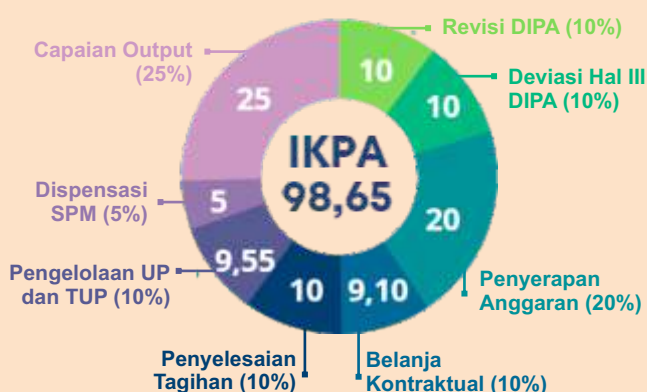 Revisi DIPA (10%)
10
Deviasi Hal III
DIPA (10%)
10
Penyerapan
Anggaran (20%)
20
Belanja
Kontraktual (10%)
9,10
Penyelesaian
Tagihan (10%)
10
Pengelolaan UP
dan TUP (10%)
9,55
Dispensasi
SPM (5%)
5
Capaian Output
(25%)
25
IKPA
98,65